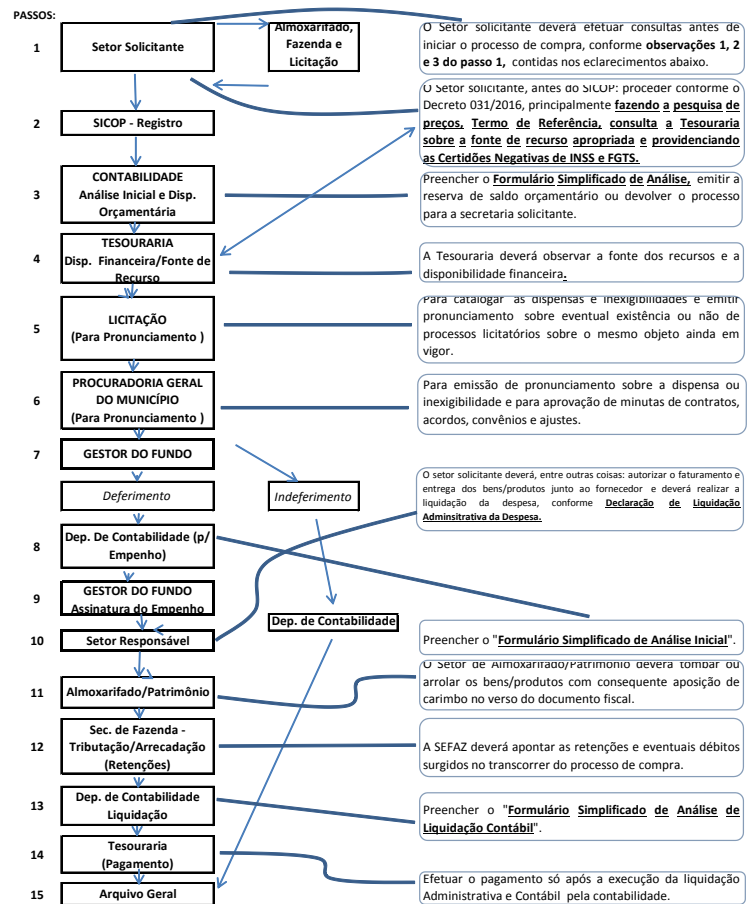 PASSOS:
1
Setor Solicitante
Almoxarifado,
Fazenda e
Licitação
O Setor solicitante deverá efetuar consultas antes de
iniciar o processo de compra, conforme observações 1, 2
e 3 do passo 1, contidas nos eclarecimentos abaixo.
2
SICOP - Registro
O Setor solicitante, antes do SICOP: proceder conforme o
Decreto 031/2016, principalmente fazendo a pesquisa de
preços, Termo de Referência, consulta a Tesouraria
sobre a fonte de recurso apropriada e providenciando
as Certidões Negativas de INSS e FGTS.
3
CONTABILIDADE
Análise Inicial e Disp.
Orçamentária
Preencher o Formulário Simplificado de Análise, emitir a
reserva de saldo orçamentário ou devolver o processo
para a secretaria solicitante.
4
TESOURARIA
Disp. Financeira/Fonte de
Recurso
A Tesouraria deverá observar a fonte dos recursos e a
disponibilidade financeira.
5
LICITAÇÃO
(Para Pronunciamento )
Para catalogar as dispensas e inexigibilidades e emitir
pronunciamento sobre eventual existência ou não de
processos licitatórios sobre o mesmo objeto ainda em
vigor.
6
PROCURADORIA GERAL
DO MUNICÍPIO
(Para Pronunciamento )
Para emissão de pronunciamento sobre a dispensa ou
inexigibilidade e para aprovação de minutas de contratos,
acordos, convênios e ajustes.
7
GESTOR DO FUNDO
Deferimento
Indeferimento
O setor solicitante deverá, entre outras coisas: autorizar o faturamento e
entrega dos bens/produtos junto ao fornecedor e deverá realizar a
liquidação da despesa, conforme Declaração de Liquidação
Adminsitrativa da Despesa.
8
Dep. De Contabilidade (p/
Empenho)
9
GESTOR DO FUNDO
Assinatura do Empenho
Dep. de Contabilidade
10
Setor Responsável
Preencher o "Formulário Simplificado de Análise Inicial".
11
Almoxarifado/Patrimônio
O Setor de Almoxarifado/Patrimônio deverá tombar ou
arrolar os bens/produtos com consequente aposição de
carimbo no verso do documento fiscal.
12
Sec. de Fazenda -
Tributação/Arrecadação
(Retenções)
A SEFAZ deverá apontar as retenções e eventuais débitos
surgidos no transcorrer do processo de compra.
13
Dep. de Contabilidade
Liquidação
Preencher o "Formulário Simplificado de Análise de
Liquidação Contábil".
14
Tesouraria
(Pagamento)
Efetuar o pagamento só após a execução da liquidação
Administrativa e Contábil pela contabilidade.
15
Arquivo Geral